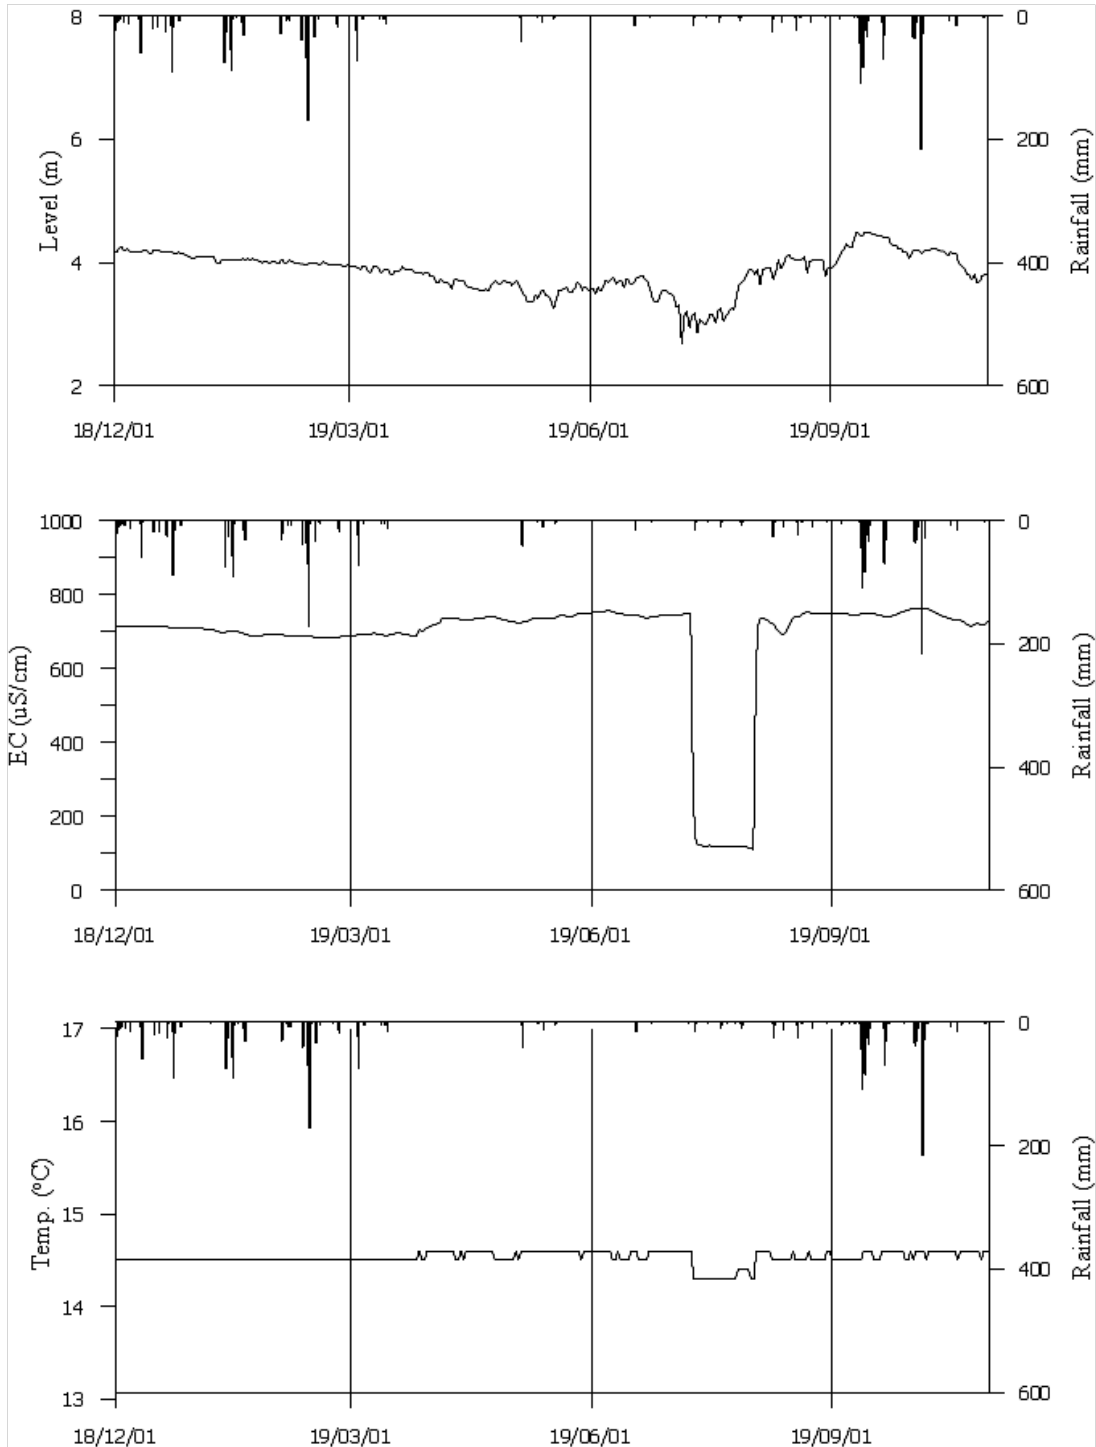 8 0
6 200
4 400
2 600
Level (m)
Rainfall (mm)
18/12/01 19/03/01 19/06/01 19/09/01
1000 0
800
600 200
400 400
200
0 600
EC (uS/cm)
Rainfall (mm)
18/12/01 19/03/01 19/06/01 19/09/01
17 0
16 200
15
14 400
13 600
Temp. (ºC)
Rainfall (mm)
18/12/01 19/03/01 19/06/01 19/09/01